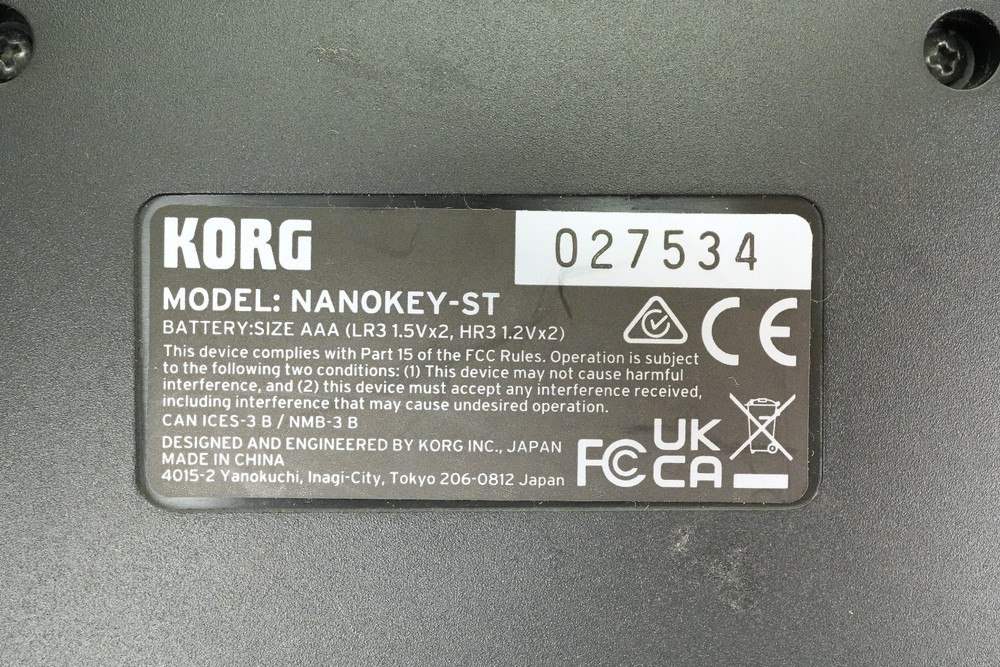 KORG
027534
MODEL: NANOKEY-ST
BATTERY:SIZE AAA (LR3 1.5Vx2, HR3 1.2Vx2)
This device complies with Part 15 of the FCC Rules. Operation is subject
to the following two conditions: (1) This device may not cause harmful
interference, and (2) this device must accept any interference received,
including interference that may cause undesired operation.
CAN ICES-3 B / NMB-3 B
DESIGNED AND ENGINEERED BY KORG INC., JAPAN
MADE IN CHINA
4015-2 Yanokuchi, Inagi-City, Tokyo 206-0812 Japan
CE
FC
UK
CA